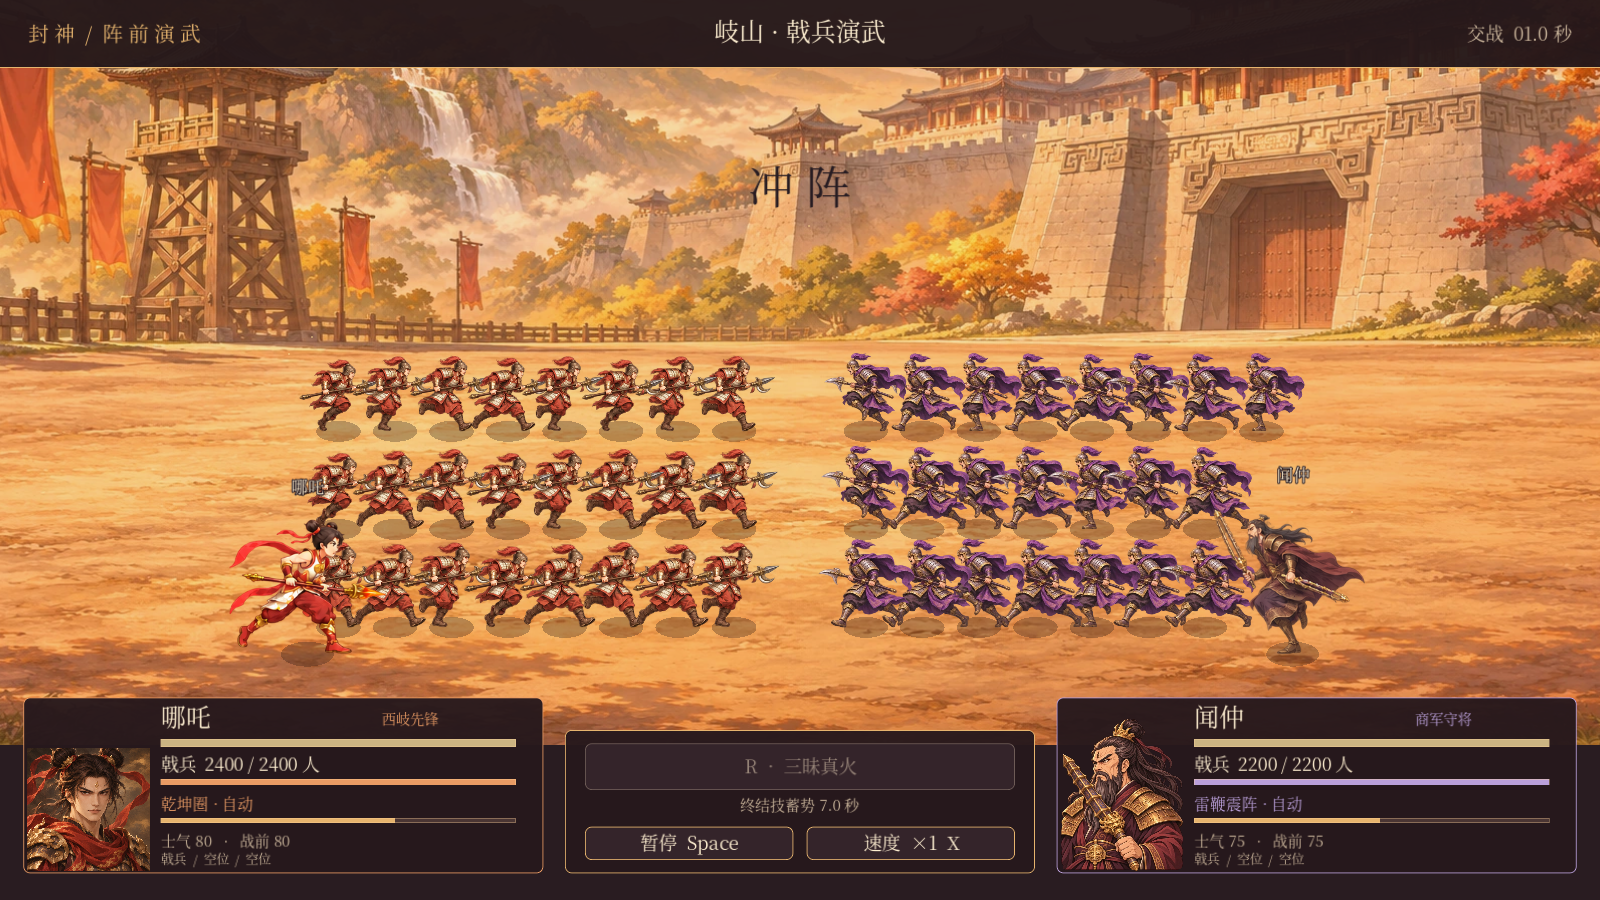 封神 / 阵前演武
岐山 · 戟兵演武
交战 01.0 秒
冲阵
哪吒
闻仲
哪吒
西岐先锋
戟兵 2400 / 2400 人
乾坤圈 · 自动
士气 80 · 战前 80
戟兵 / 空位 / 空位
R · 三昧真火
终结技蓄势 7.0 秒
暂停 Space
速度 ×1 X
闻仲
商军守将
戟兵 2200 / 2200 人
雷鞭震阵 · 自动
士气 75 · 战前 75
戟兵 / 空位 / 空位